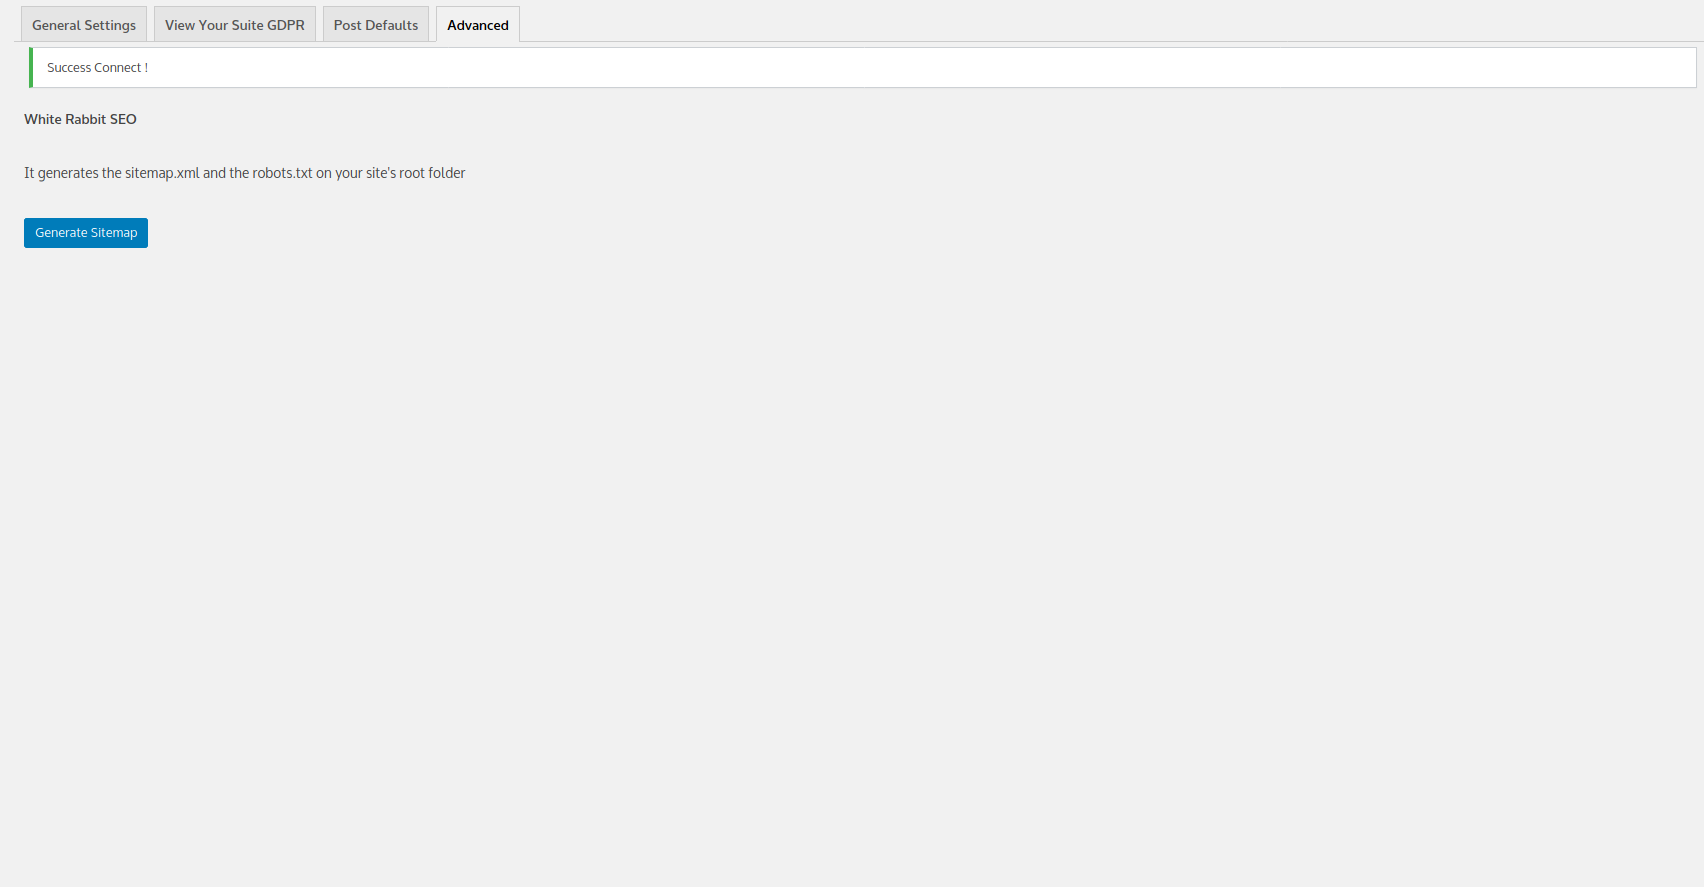 General Settings
View Your Suite GDPR
Post Defaults
Advanced
Success Connect !
White Rabbit SEO
It generates the sitemap.xml and the robots.txt on your site's root folder
Generate Sitemap